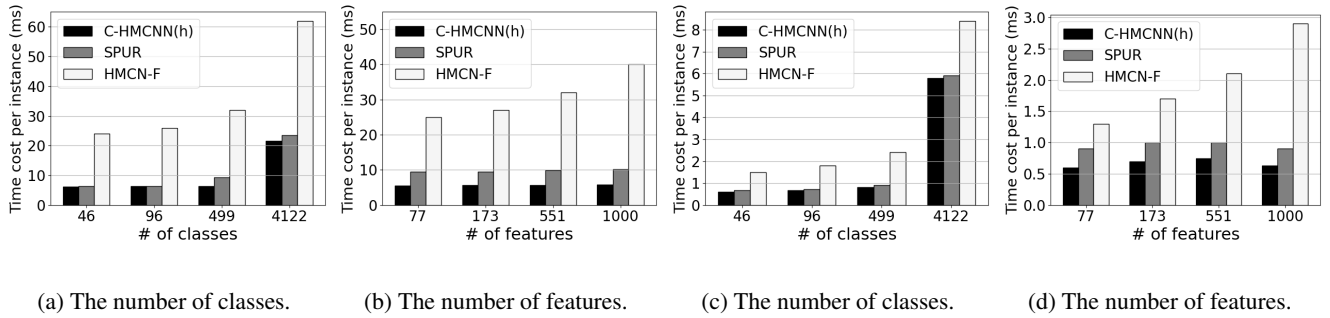 Time cost per instance (ms)
60
50
40
30
20
10
0
C-HMCNN(h)
SPUR
HMCN-F
46 96 499 4122
# of classes
(a) The number of classes.
Time cost per instance (ms)
50
40
30
20
10
0
C-HMCNN(h)
SPUR
HMCN-F
77 173 551 1000
# of features
(b) The number of features.
Time cost per instance (ms)
8
7
6
5
4
3
2
1
0
C-HMCNN(h)
SPUR
HMCN-F
46 96 499 4122
# of classes
(c) The number of classes.
Time cost per instance (ms)
3.0
2.5
2.0
1.5
1.0
0.5
0.0
C-HMCNN(h)
SPUR
HMCN-F
77 173 551 1000
# of features
(d) The number of features.